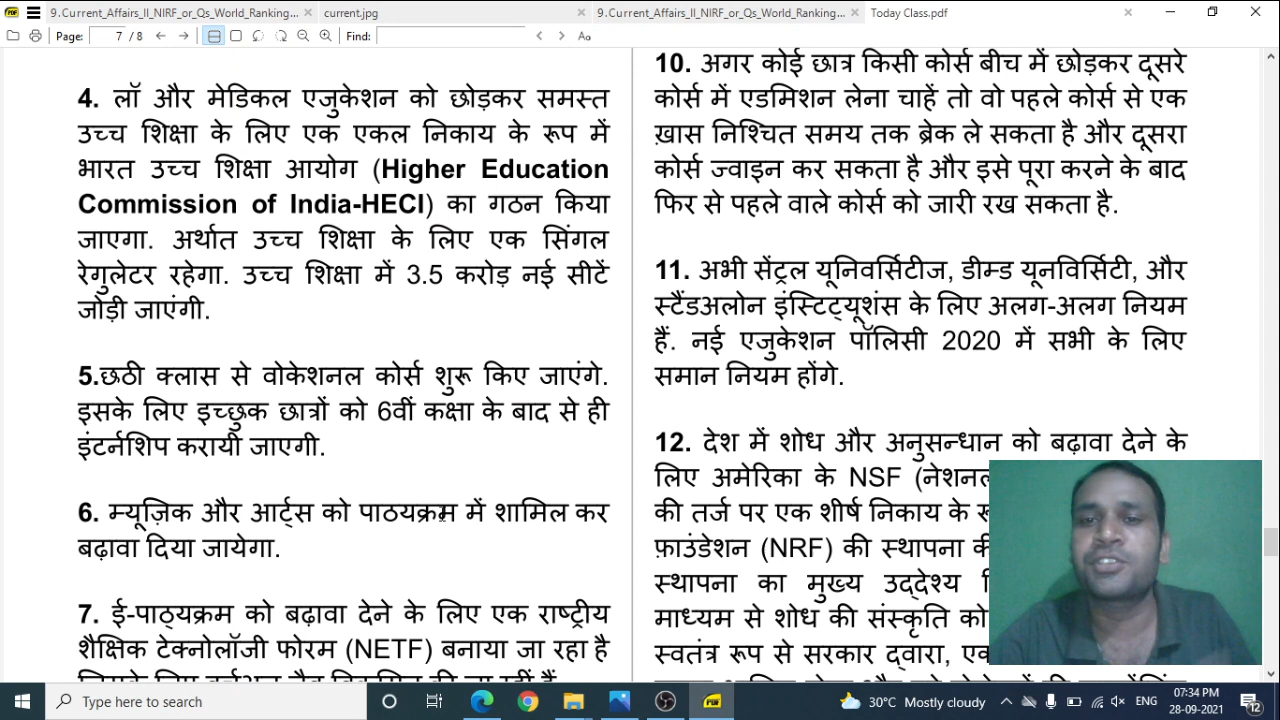 9.Current_Affairs_II_NIRF_or_Qs_World_Ranking...
current.jpg
9.Current_Affairs_II_NIRF_or_Qs_World_Ranking...
Today Class.pdf
Page: 7 / 8 Find: Aa
4. लॉ और मेडिकल एजुकेशन को छोड़कर समस्त
उच्च शिक्षा के लिए एक एकल निकाय के रूप में
भारत उच्च शिक्षा आयोग (Higher Education
Commission of India-HECI) का गठन किया
जाएगा. अर्थात उच्च शिक्षा के लिए एक सिंगल
रेगुलेटर रहेगा. उच्च शिक्षा में 3.5 करोड़ नई सीटें
जोड़ी जाएंगी.
5.छठी क्लास से वोकेशनल कोर्स शुरू किए जाएंगे.
इसके लिए इच्छुक छात्रों को 6वीं कक्षा के बाद से ही
इंटर्नशिप करायी जाएगी.
6. म्यूज़िक और आर्ट्स को पाठयक्रम में शामिल कर
बढ़ावा दिया जायेगा.
7. ई-पाठ्यक्रम को बढ़ावा देने के लिए एक राष्ट्रीय
शैक्षिक टेक्नोलॉजी फोरम (NETF) बनाया जा रहा है
10. अगर कोई छात्र किसी कोर्स बीच में छोड़कर दूसरे
कोर्स में एडमिशन लेना चाहें तो वो पहले कोर्स से एक
ख़ास निश्चित समय तक ब्रेक ले सकता है और दूसरा
कोर्स ज्वाइन कर सकता है और इसे पूरा करने के बाद
फिर से पहले वाले कोर्स को जारी रख सकता है.
11. अभी सेंट्रल यूनिवर्सिटीज, डीम्ड यूनविर्सिटी, और
स्टैंडअलोन इंस्टिट्यूशंस के लिए अलग-अलग नियम
हैं. नई एजुकेशन पॉलिसी 2020 में सभी के लिए
समान नियम होंगे.
12. देश में शोध और अनुसन्धान को बढ़ावा देने के
लिए अमेरिका के NSF (नेशनल
की तर्ज पर एक शीर्ष निकाय के
फ़ाउंडेशन (NRF) की स्थापना
स्थापना का मुख्य उद्देश्य
माध्यम से शोध की संस्कृति को
स्वतंत्र रूप से सरकार द्वारा,
Type here to search
30°C Mostly cloudy
ENG
07:34 PM
28-09-2021
12